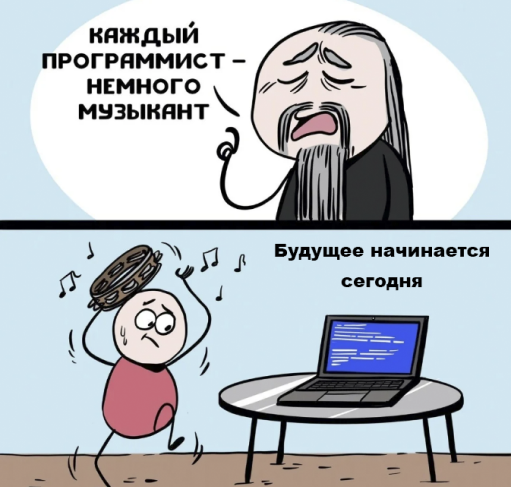 КАЖДЫЙ
ПРОГРАММИСТ –
НЕМНОГО
МУЗЫКАНТ
Будущее начинается
сегодня